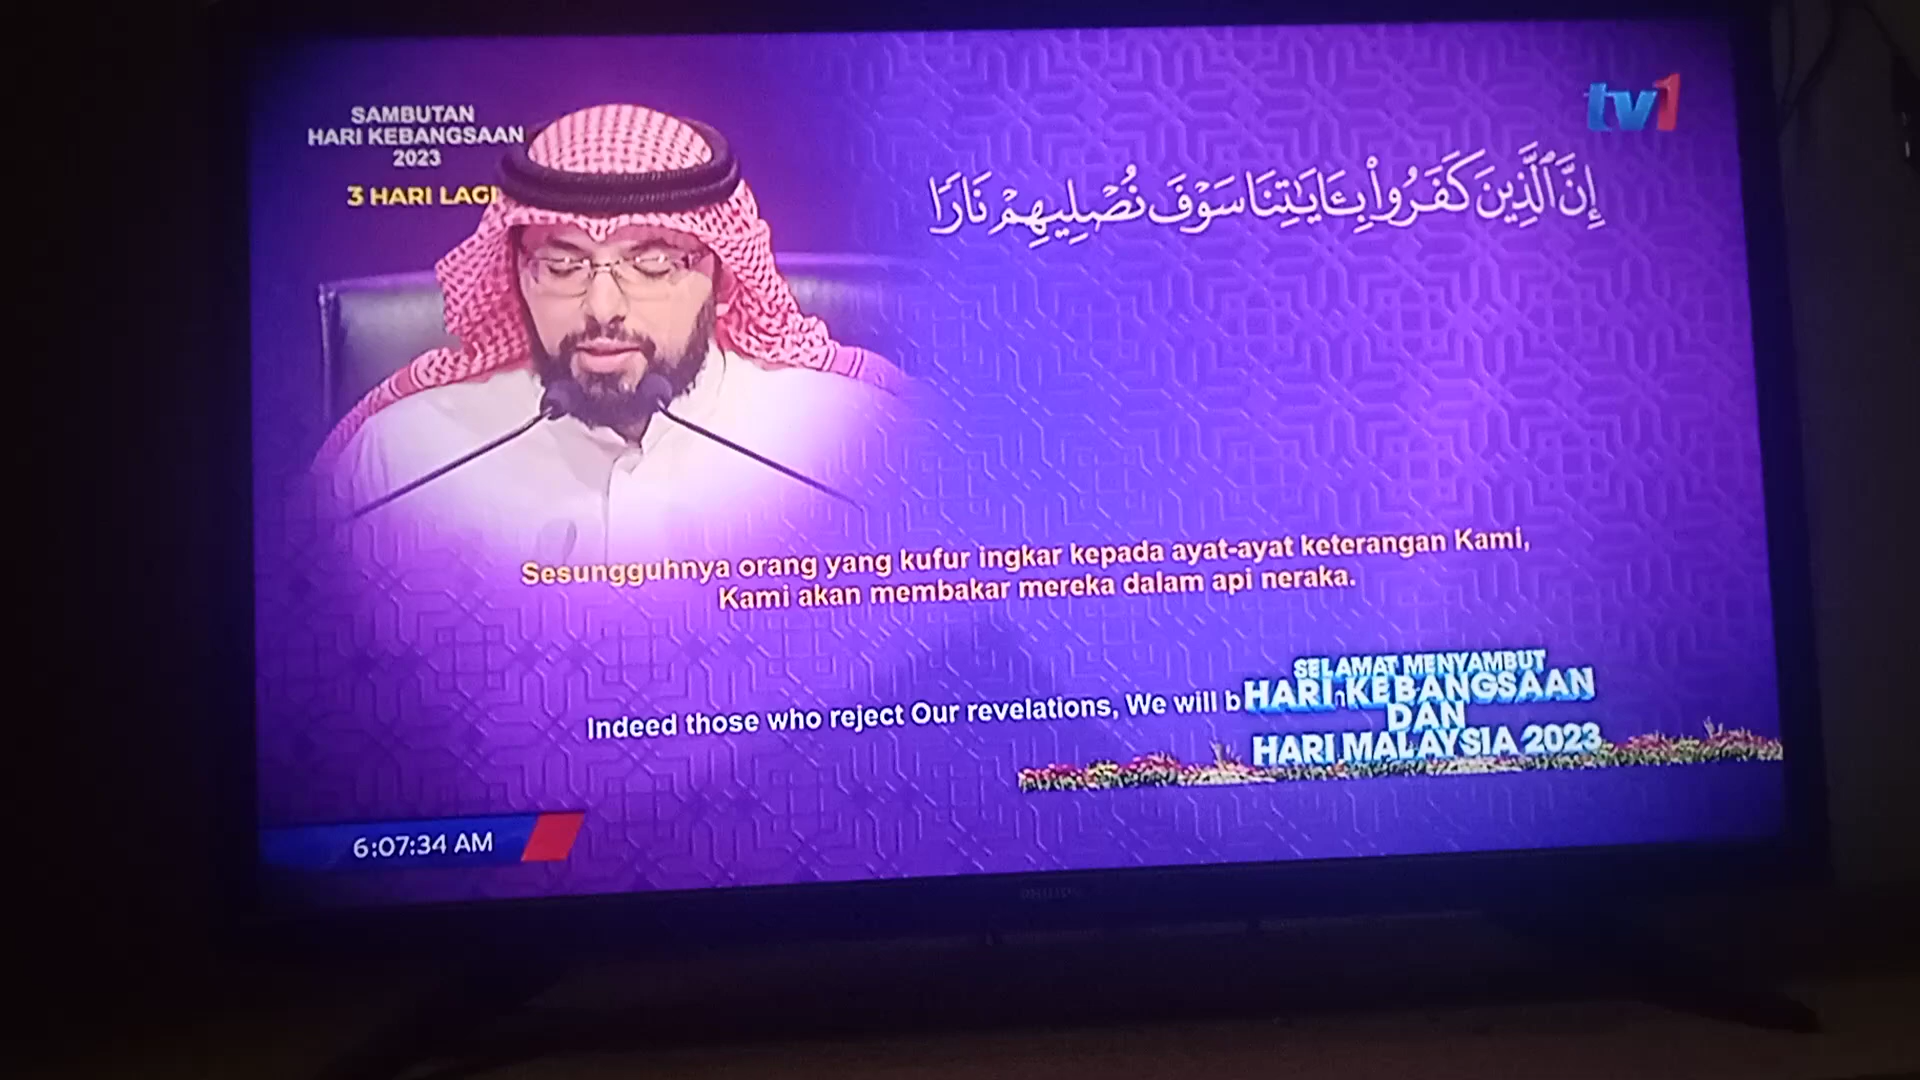 SAMBUTAN
HARI KEBANGSAAN
2023
3 HARI LAGI
tv1
إِنَّ ٱلَّذِينَ كَفَرُوا۟ بِـَٔايَـٰتِنَا سَوْفَ نُصْلِيهِمْ نَارًا
Sesungguhnya orang yang kufur ingkar kepada ayat-ayat keterangan Kami,
Kami akan membakar mereka dalam api neraka.
Indeed those who reject Our revelations, We will b
SELAMAT MENYAMBUT
HARI KEBANGSAAN
DAN
HARI MALAYSIA 2023
6:07:34 AM
PHILIPS